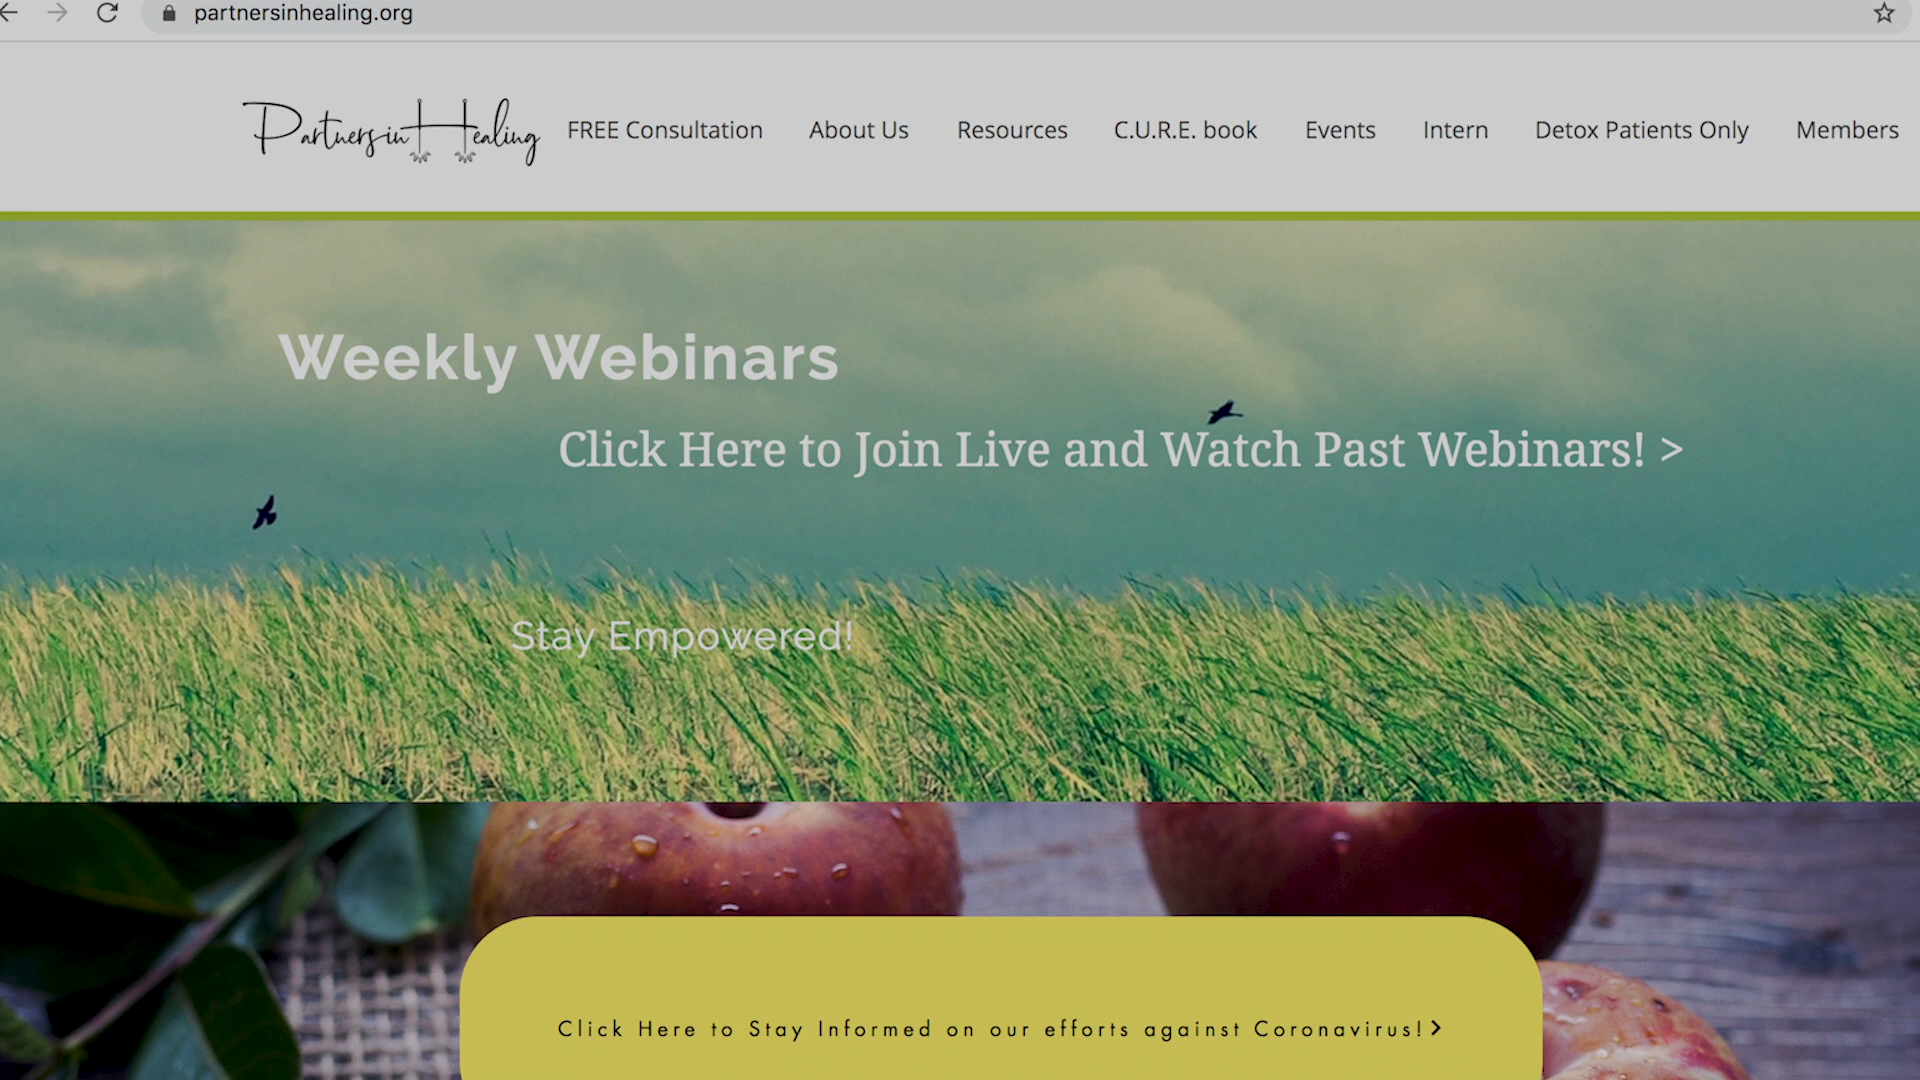 partnersinhealing.org
Partners in Healing
FREE Consultation
About Us
Resources
C.U.R.E. book
Events
Intern
Detox Patients Only
Members
Weekly Webinars
Click Here to Join Live and Watch Past Webinars! >
Stay Empowered!
Click Here to Stay Informed on our efforts against Coronavirus!>